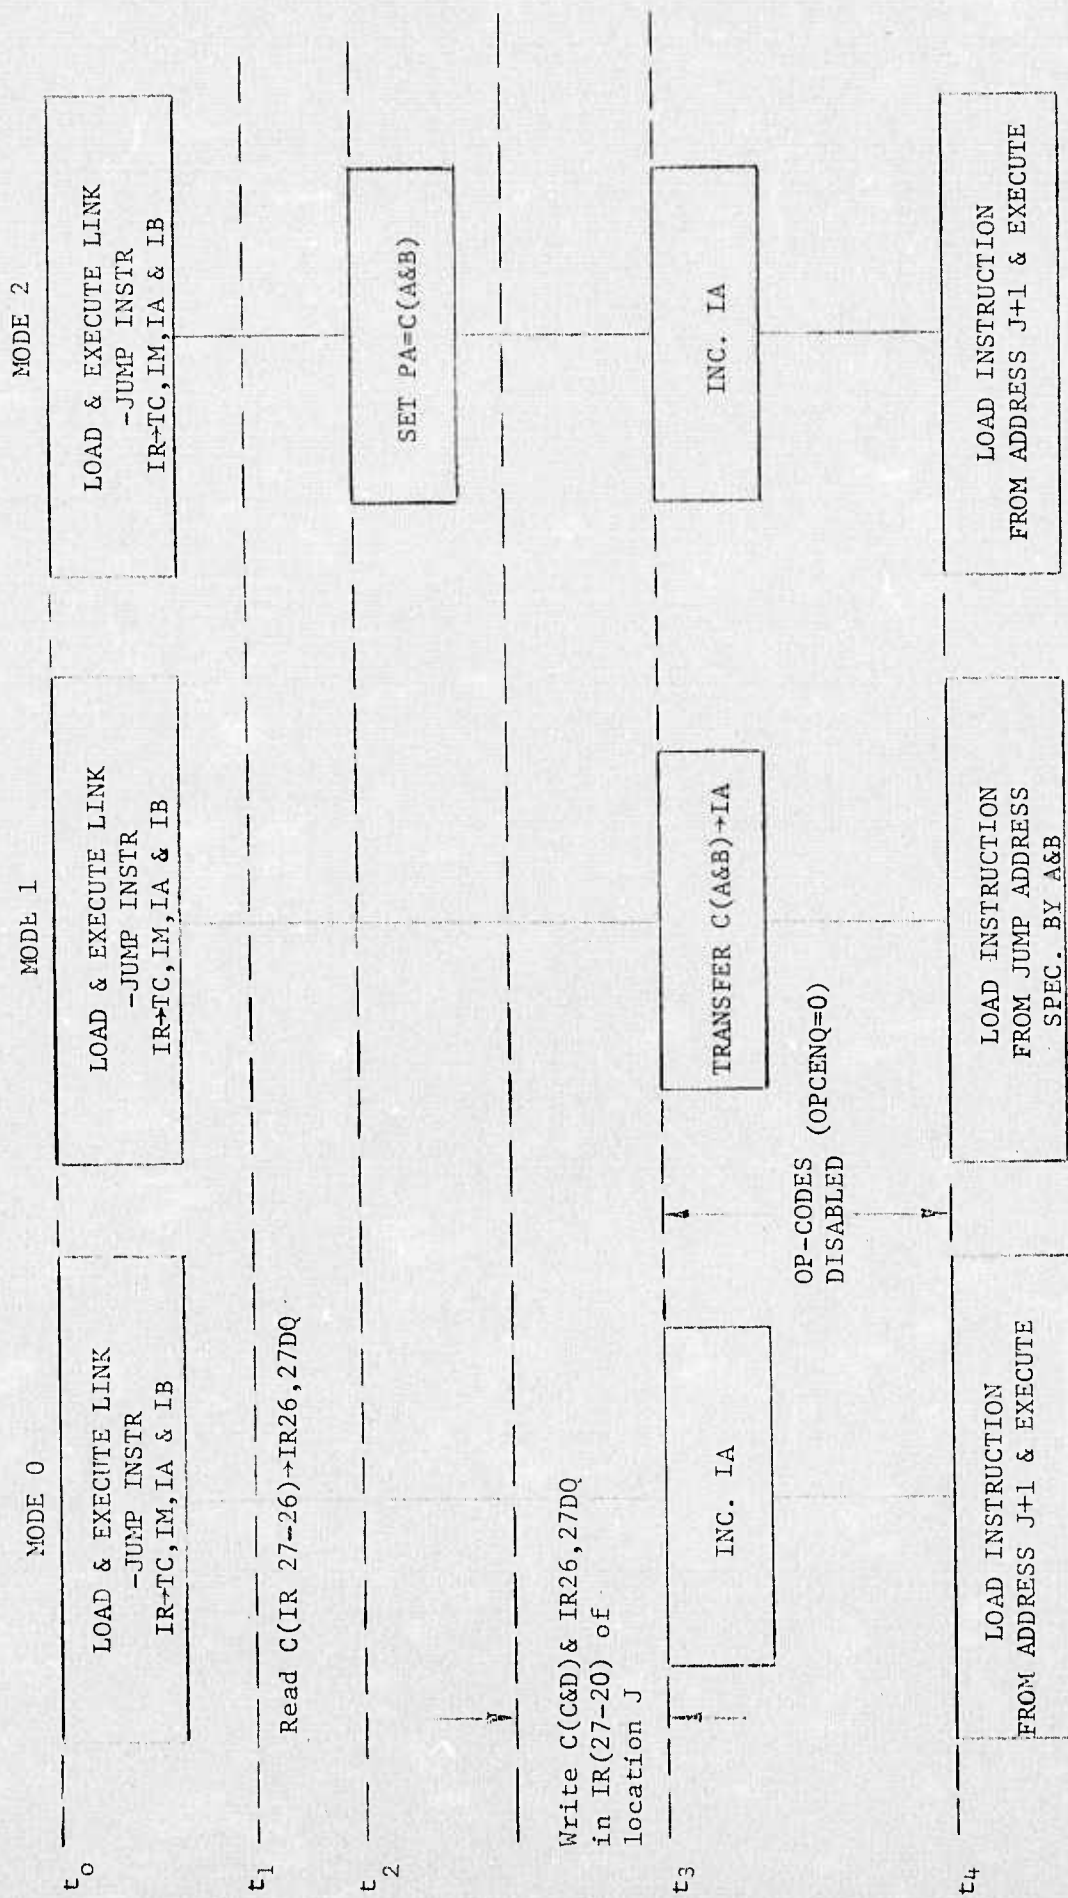 MODE 0
MODE 1
MODE 2
t₀
LOAD & EXECUTE LINK
-JUMP INSTR
IR→TC,IM,IA & IB
LOAD & EXECUTE LINK
-JUMP INSTR
IR→TC,IM,IA & IB
LOAD & EXECUTE LINK
-JUMP INSTR
IR→TC,IM,IA & IB
t₁
Read C(IR 27-26)→IR26,27DQ
t₂
SET PA=C(A&B)
Write C(C&D)& IR26,27DQ
in IR(27-20) of
location J
t₃
INC. IA
TRANSFER C(A&B)→IA
INC. IA
OP-CODES (OPCENQ=0)
DISABLED
t₄
LOAD INSTRUCTION
FROM ADDRESS J+1 & EXECUTE
LOAD INSTRUCTION
FROM JUMP ADDRESS
SPEC. BY A&B
LOAD INSTRUCTION
FROM ADDRESS J+1 & EXECUTE